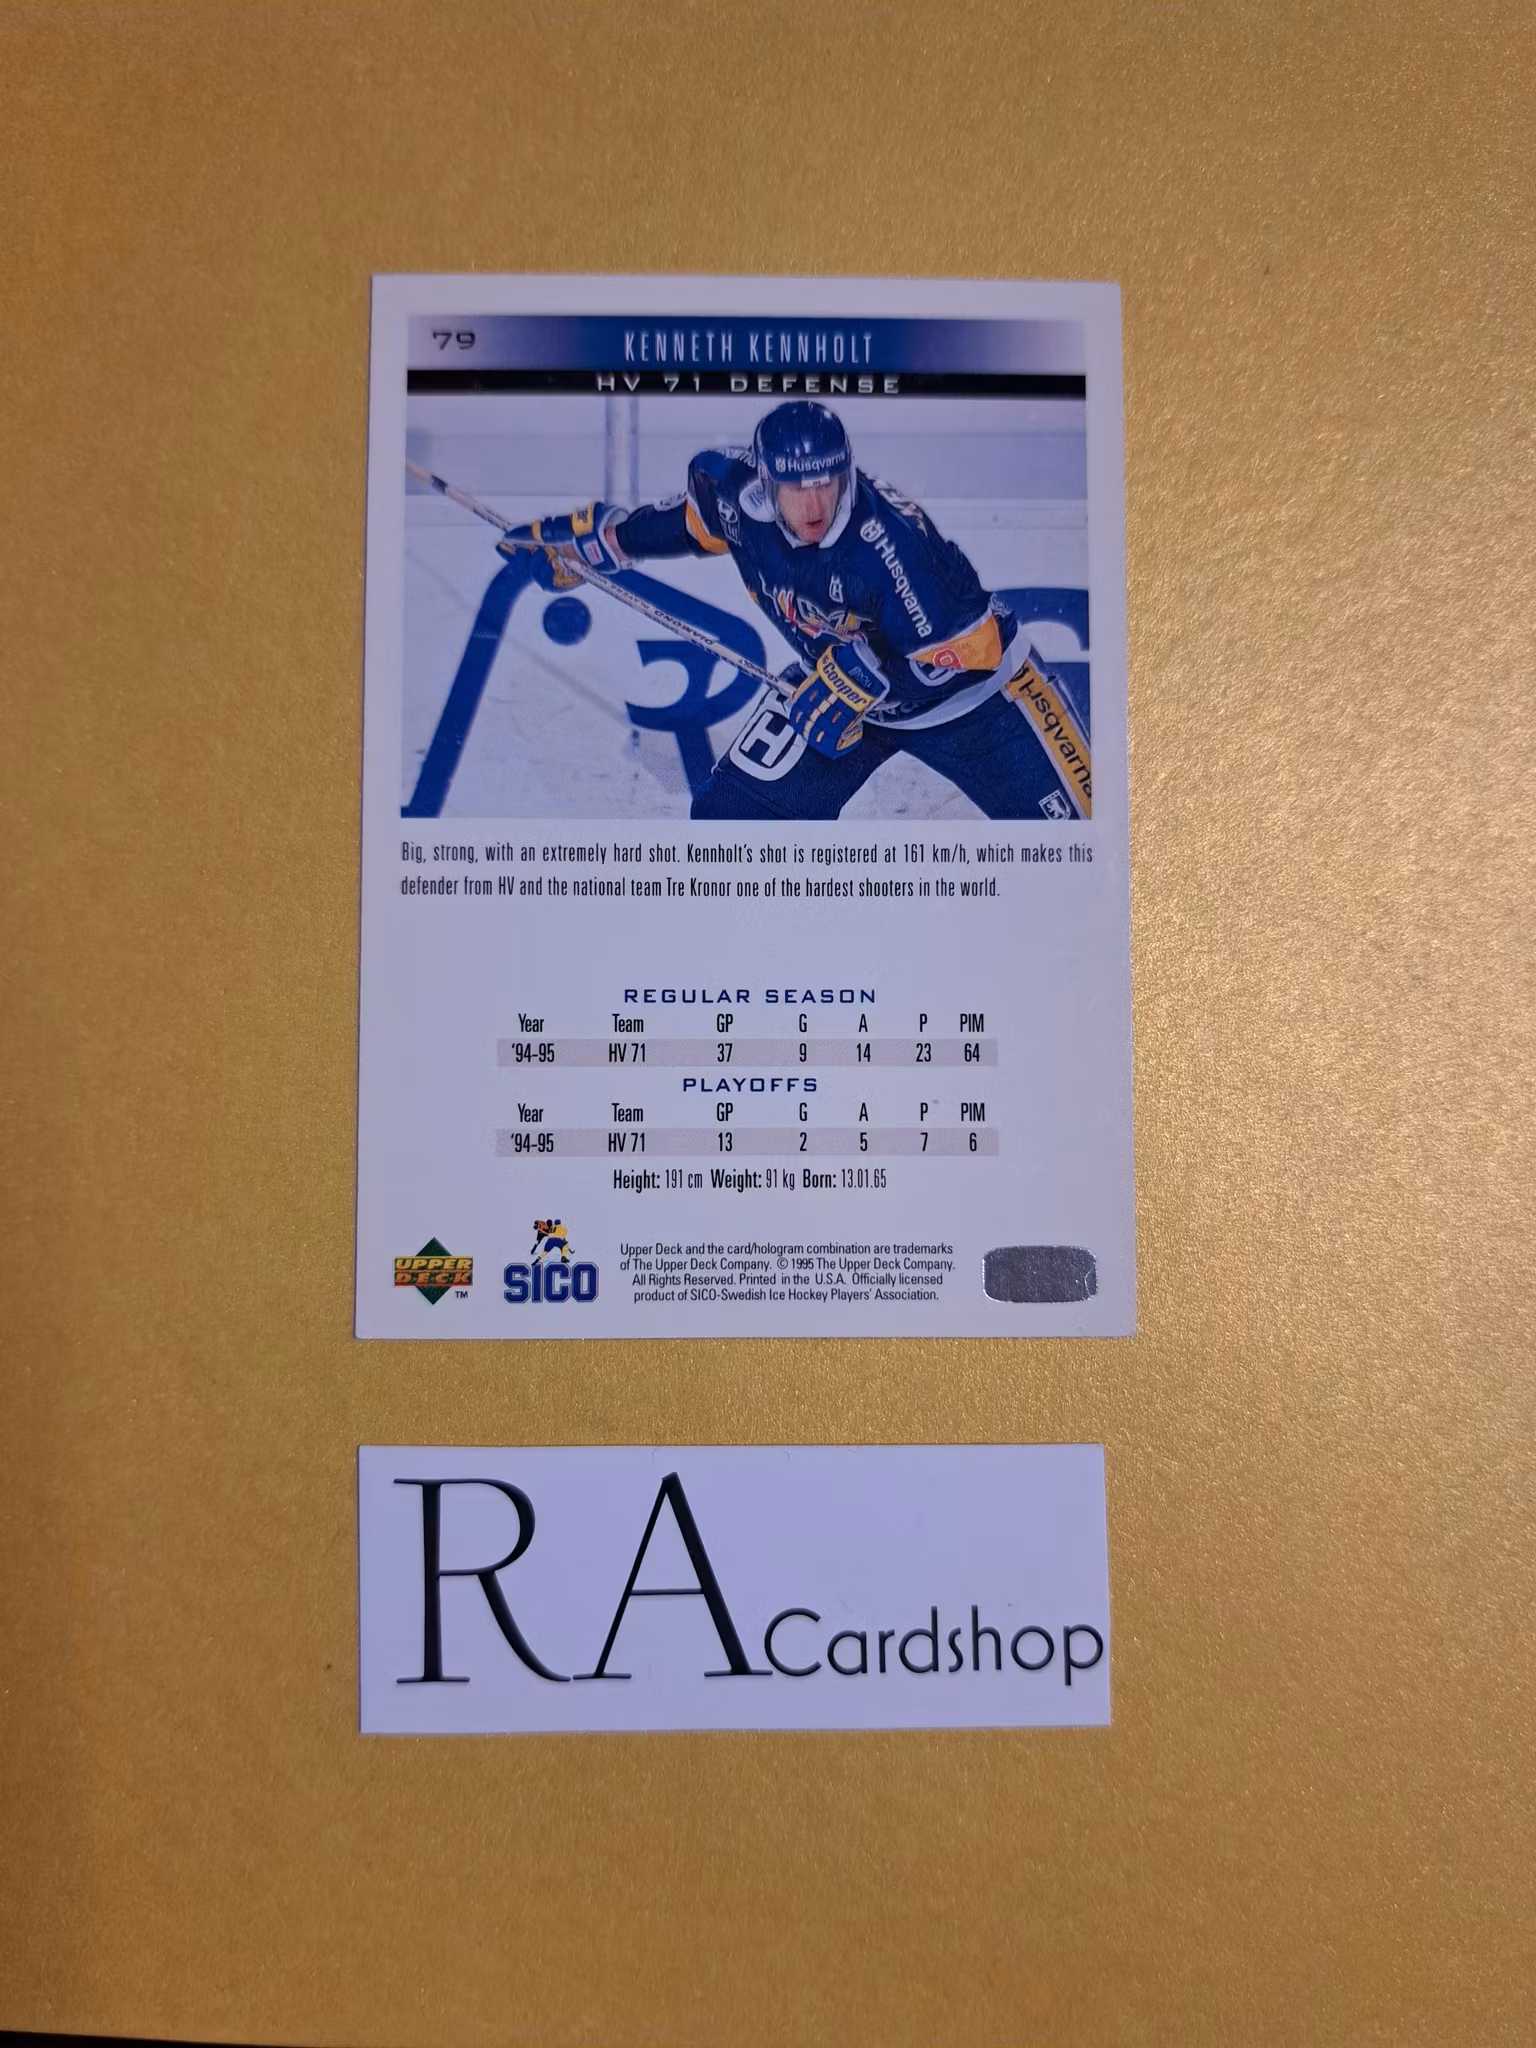 79
KENNETH KENNHOLT
HV 71 DEFENSE
Husqvarna
Husqvarna
DIAMOND
Cooper
H
Husqvarna
Big, strong, with an extremely hard shot. Kennholt's shot is registered at 161 km/h, which makes this
defender from HV and the national team Tre Kronor one of the hardest shooters in the world.
REGULAR SEASON
Year Team GP G A P PIM
'94-95 HV 71 37 9 14 23 64
PLAYOFFS
Year Team GP G A P PIM
'94-95 HV 71 13 2 5 7 6
Height: 191 cm Weight: 91 kg Born: 13.01.65
UPPER
DECK
TM
SICO
Upper Deck and the card/hologram combination are trademarks
of The Upper Deck Company. © 1995 The Upper Deck Company.
All Rights Reserved. Printed in the U.S.A. Officially licensed
product of SICO-Swedish Ice Hockey Players' Association.
RA Cardshop